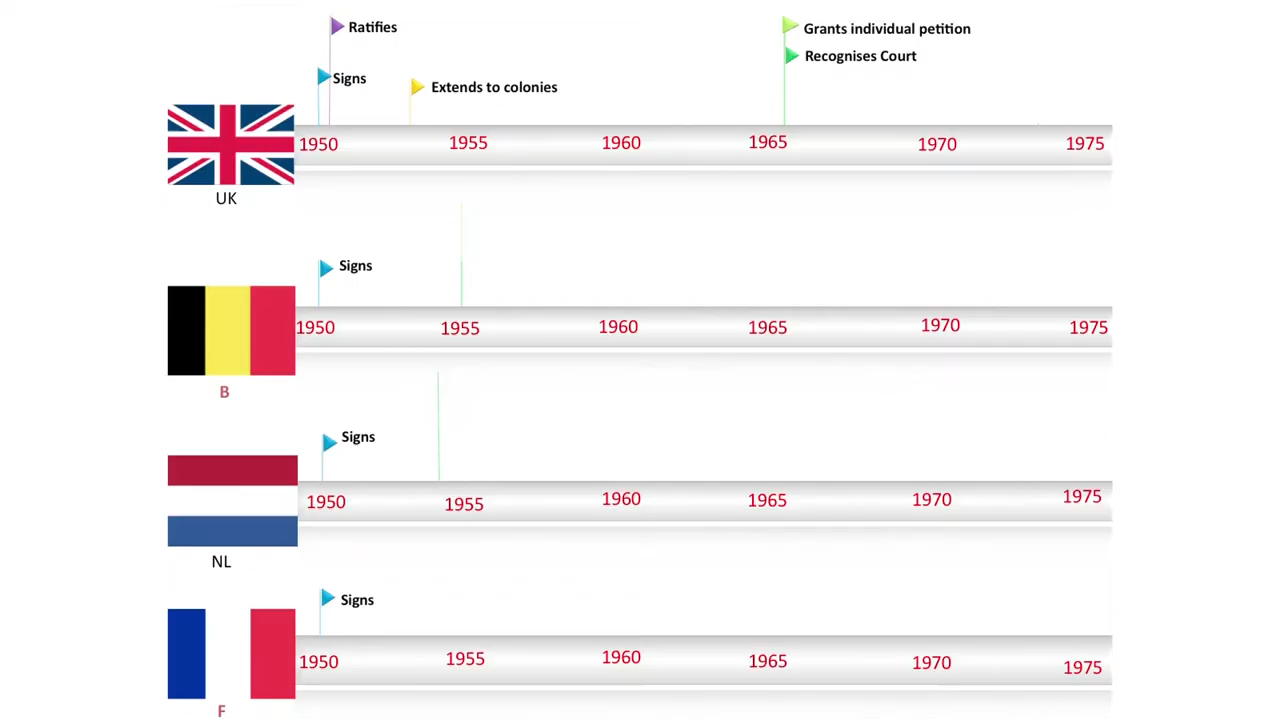 Ratifies
Grants individual petition
Recognises Court
Signs
Extends to colonies
1950 1955 1960 1965 1970 1975
UK
Signs
1950 1955 1960 1965 1970 1975
B
Signs
1950 1955 1960 1965 1970 1975
NL
Signs
1950 1955 1960 1965 1970 1975
F